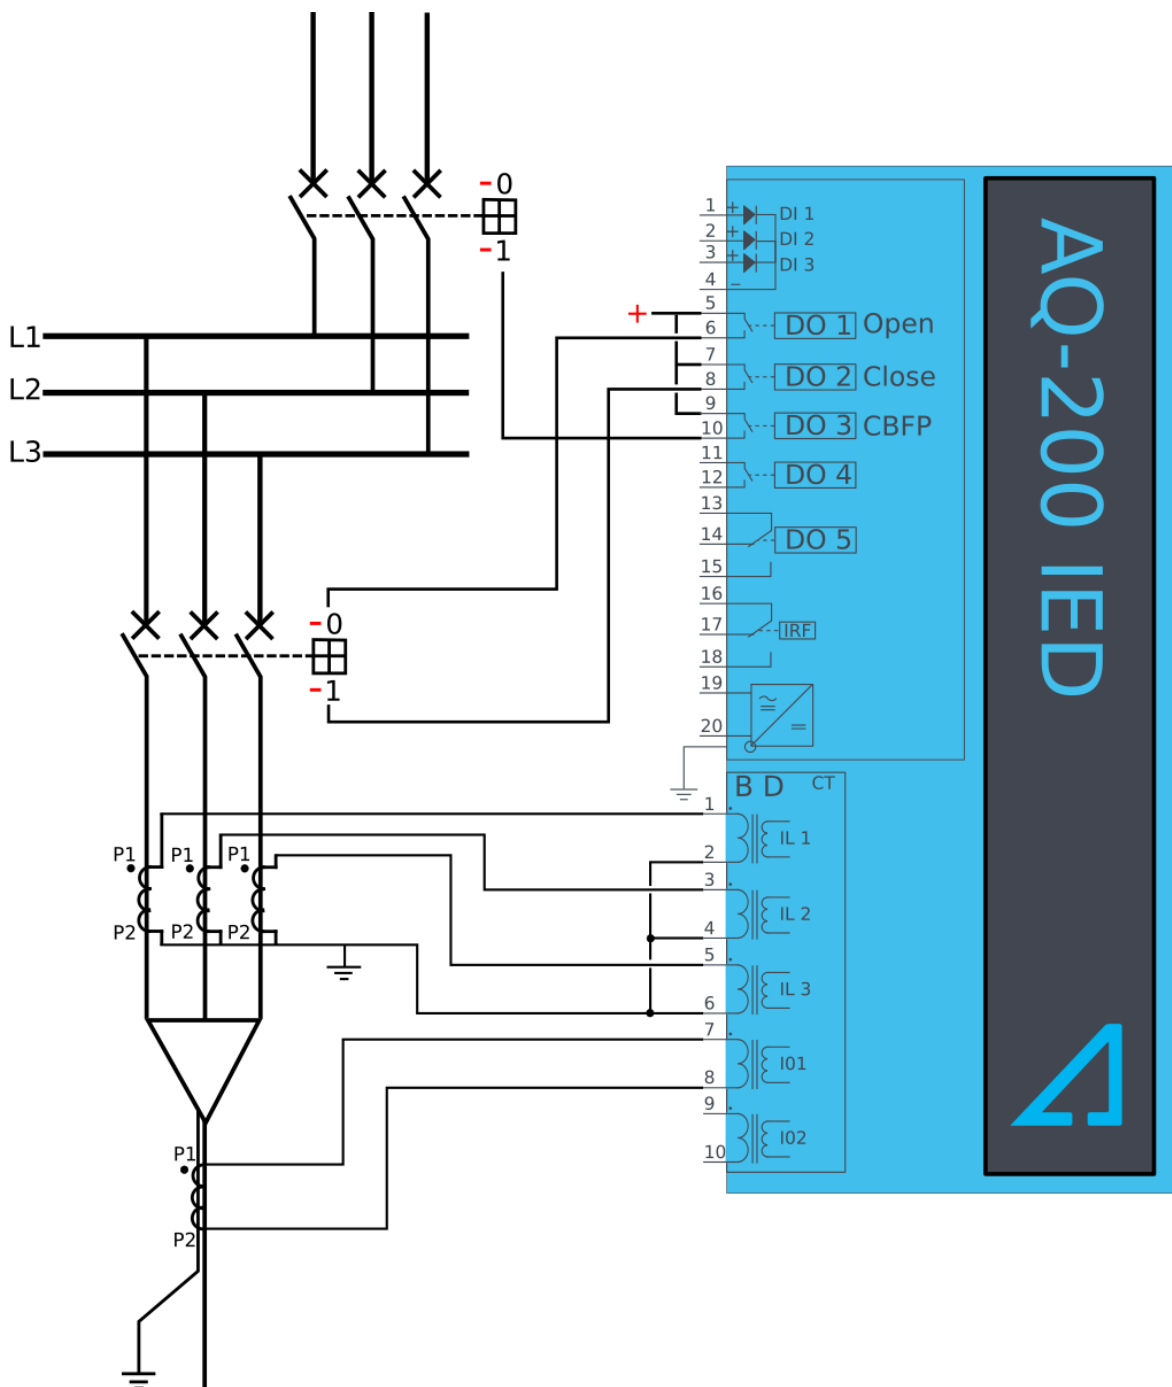 -0
-1
L1
L2
L3
-0
-1
+
1 + DI 1
2 + DI 2
3 + DI 3
4 −
5
6 DO 1 Open
7
8 DO 2 Close
9
10 DO 3 CBFP
11
12 DO 4
13
14 DO 5
15
16
17 IRF
18
19
20
B D CT
1
IL 1
2
3
IL 2
4
5
IL 3
6
7
I01
8
9
I02
10
P1 P1 P1
P2 P2 P2
P1
P2
AQ-200 IED